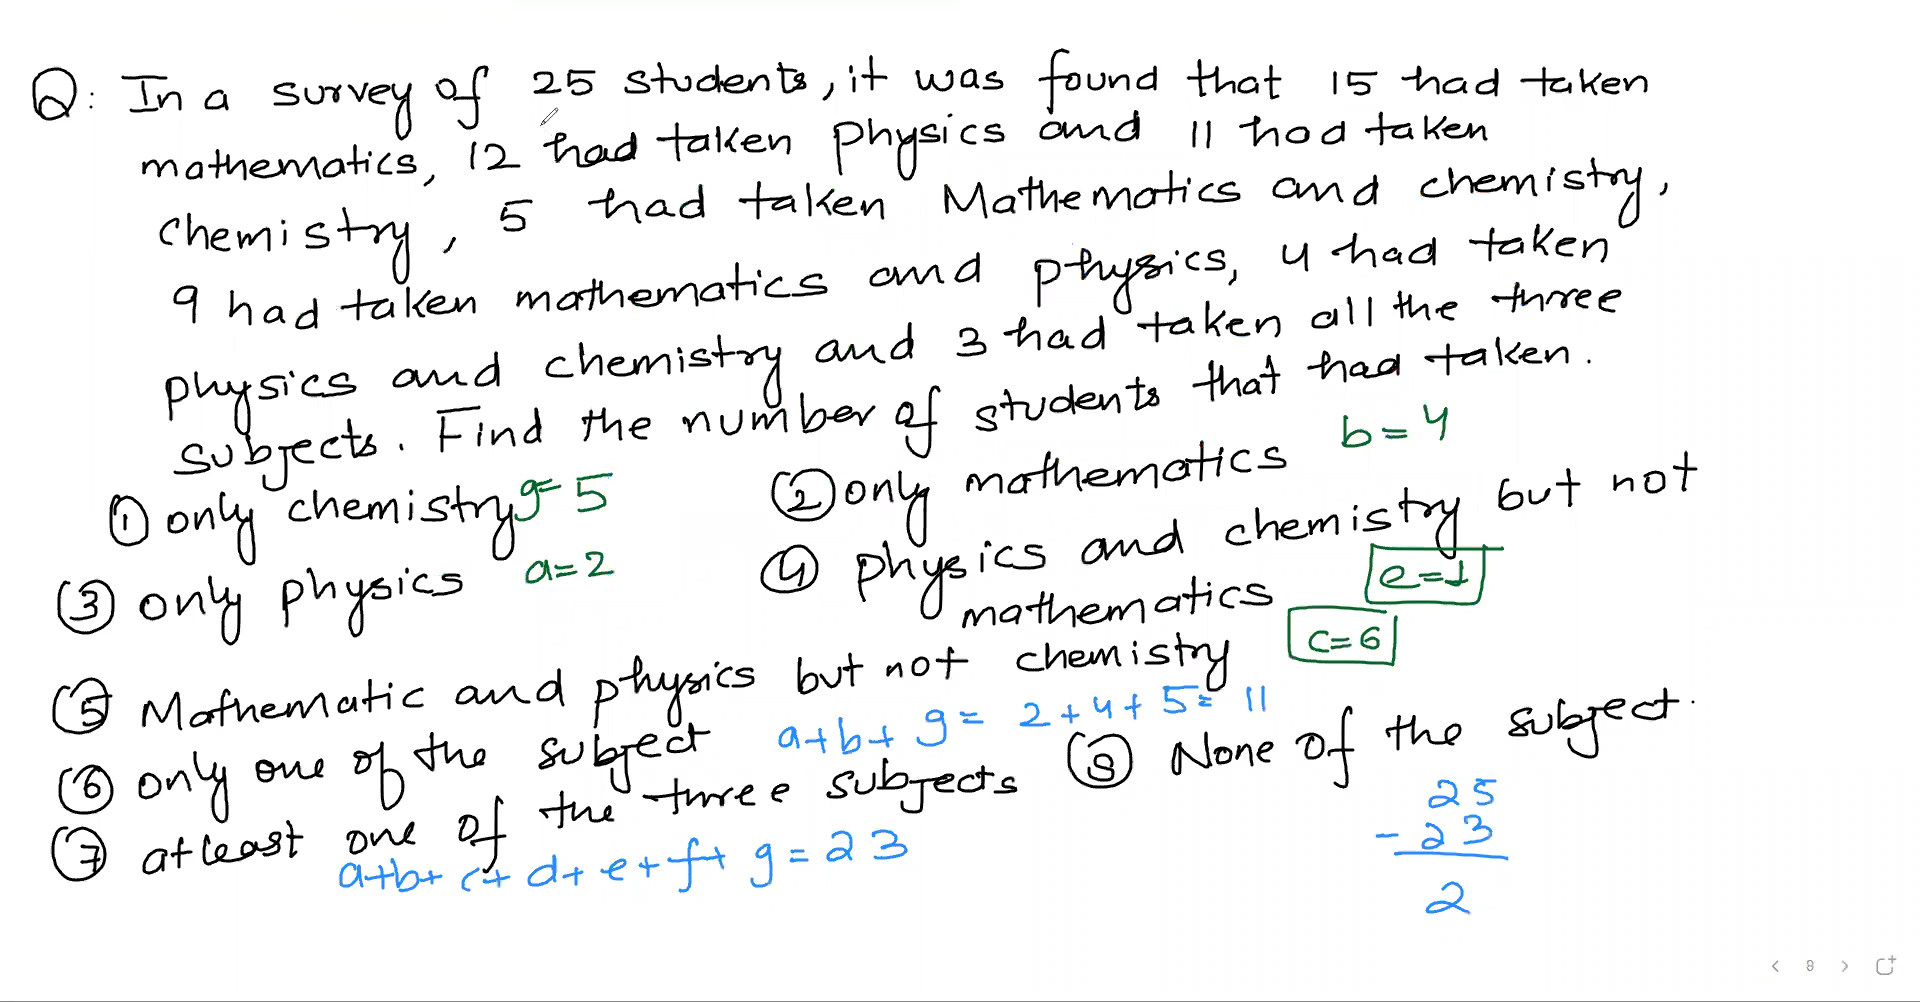 Q: In a survey of 25 students, it was found that 15 had taken
mathematics, 12 had taken physics and 11 had taken
chemistry, 5 had taken Mathematics and chemistry,
9 had taken mathematics and physics, 4 had taken
physics and chemistry and 3 had taken all the three
subjects. Find the number of students that had taken.
① only chemistry g=5 ② only mathematics b=4
③ only physics a=2 ④ physics and chemistry but not
mathematics e=1
⑤ Mathematic and physics but not chemistry c=6
⑥ only one of the subject a+b+g= 2+4+5= 11
⑦ atleast one of the three subjects ⑧ None of the subject.
a+b+c+d+e+f+g=23
25
-23
2
8